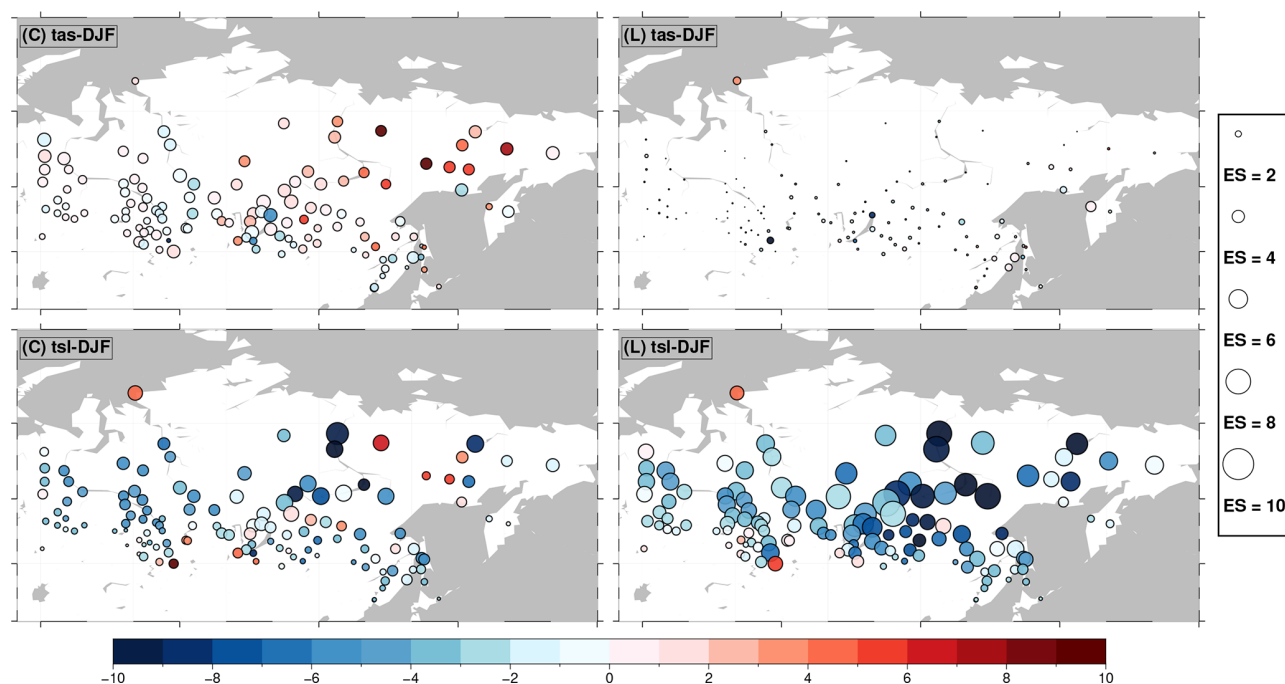 (C) tas-DJF
(L) tas-DJF
(C) tsl-DJF
(L) tsl-DJF
ES = 2
ES = 4
ES = 6
ES = 8
ES = 10
−10 −8 −6 −4 −2 0 2 4 6 8 10